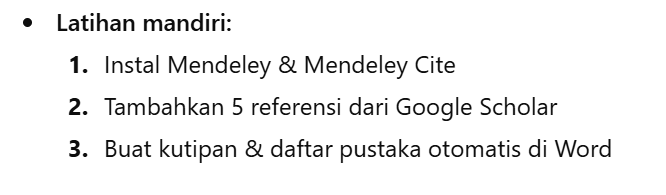 • Latihan mandiri:
1. Instal Mendeley & Mendeley Cite
2. Tambahkan 5 referensi dari Google Scholar
3. Buat kutipan & daftar pustaka otomatis di Word